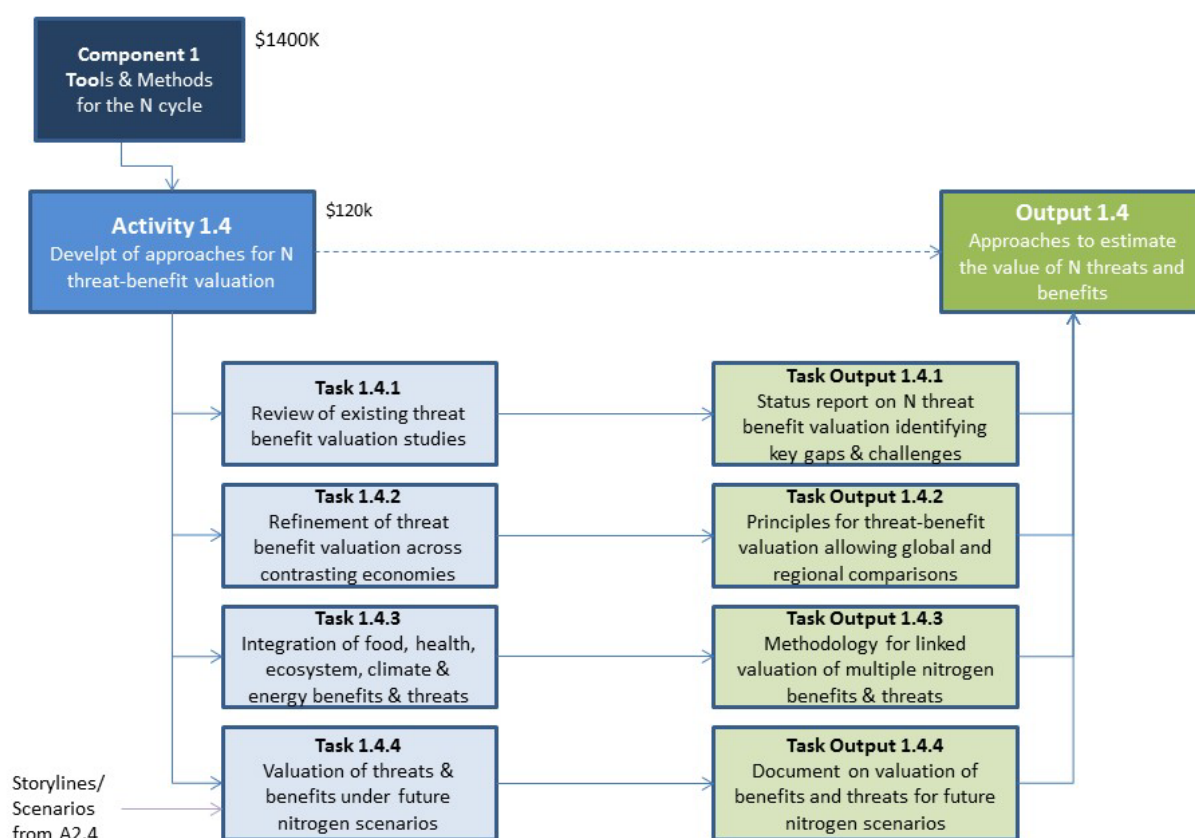 Component 1
Tools & Methods
for the N cycle
$1400K
Activity 1.4
Develpt of approaches for N
threat-benefit valuation
$120k
Output 1.4
Approaches to estimate
the value of N threats and
benefits
Task 1.4.1
Review of existing threat
benefit valuation studies
Task Output 1.4.1
Status report on N threat
benefit valuation identifying
key gaps & challenges
Task 1.4.2
Refinement of threat
benefit valuation across
contrasting economies
Task Output 1.4.2
Principles for threat-benefit
valuation allowing global and
regional comparisons
Task 1.4.3
Integration of food, health,
ecosystem, climate &
energy benefits & threats
Task Output 1.4.3
Methodology for linked
valuation of multiple nitrogen
benefits & threats
Storylines/
Scenarios
from A2.4
Task 1.4.4
Valuation of threats &
benefits under future
nitrogen scenarios
Task Output 1.4.4
Document on valuation of
benefits and threats for future
nitrogen scenarios